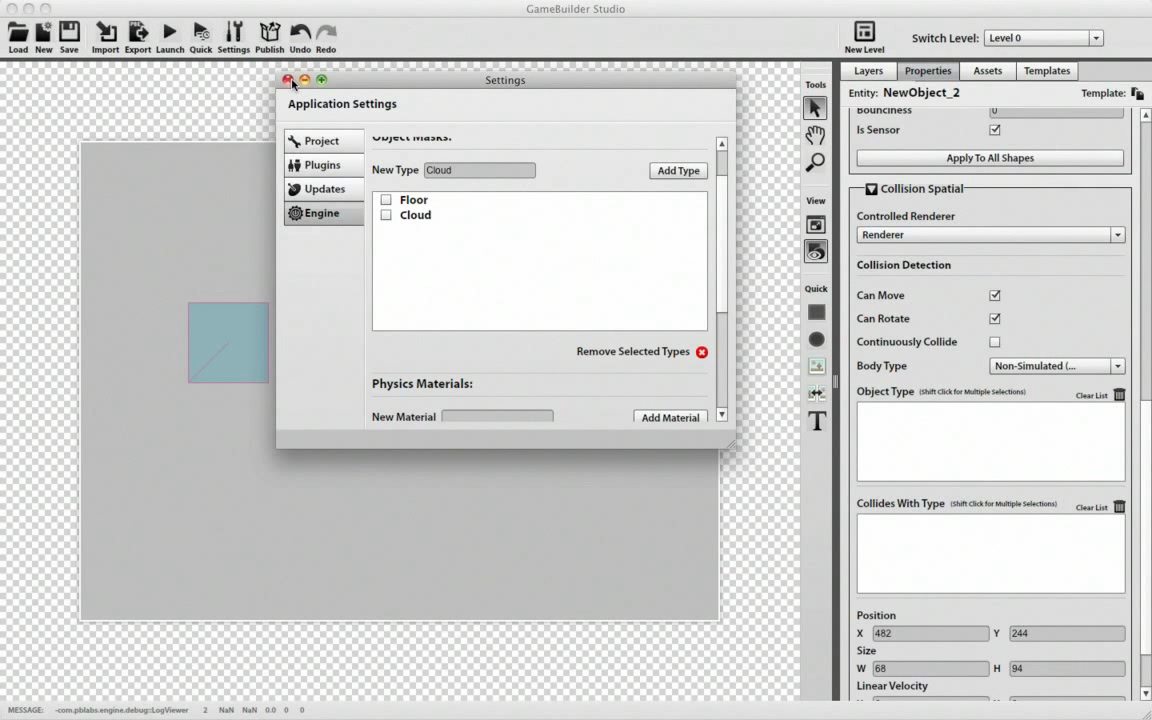 GameBuilder Studio
Load New Save Import Export Launch Quick Settings Publish Undo Redo
New Level
Switch Level: Level 0
Settings
Application Settings
Project
Plugins
Updates
Engine
Object Masks:
New Type Cloud Add Type
Floor
Cloud
Remove Selected Types
Physics Materials:
New Material Add Material
Tools
View
Quick
T
Layers Properties Assets Templates
Entity: NewObject_2 Template:
Bounciness 0
Is Sensor
Apply To All Shapes
Collision Spatial
Controlled Renderer
Renderer
Collision Detection
Can Move
Can Rotate
Continuously Collide
Body Type Non-Simulated (...
Object Type (Shift Click for Multiple Selections) Clear List
Collides With Type (Shift Click for Multiple Selections) Clear List
Position
X 482 Y 244
Size
W 68 H 94
Linear Velocity
MESSAGE: -com.pblabs.engine.debug::LogViewer 2 NaN NaN 0.0 0 0